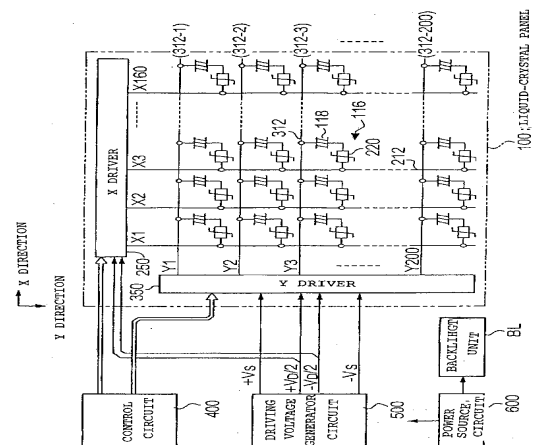 X DIRECTION
Y DIRECTION
X DRIVER
250
X1
X2
X3
X160
(312-1)
(312-2)
(312-3)
(312-200)
312
118
116
220
212
100:LIQUID-CRYSTAL PANEL
Y1
Y2
Y3
Y200
350
Y DRIVER
+VS
+VD/2
-VD/2
-VS
CONTROL
CIRCUIT
400
DRIVING
VOLTAGE
GENERATOR
CIRCUIT
500
BACKLIHGT
UNIT
BL
POWER
SOURCE
CIRCUIT
600